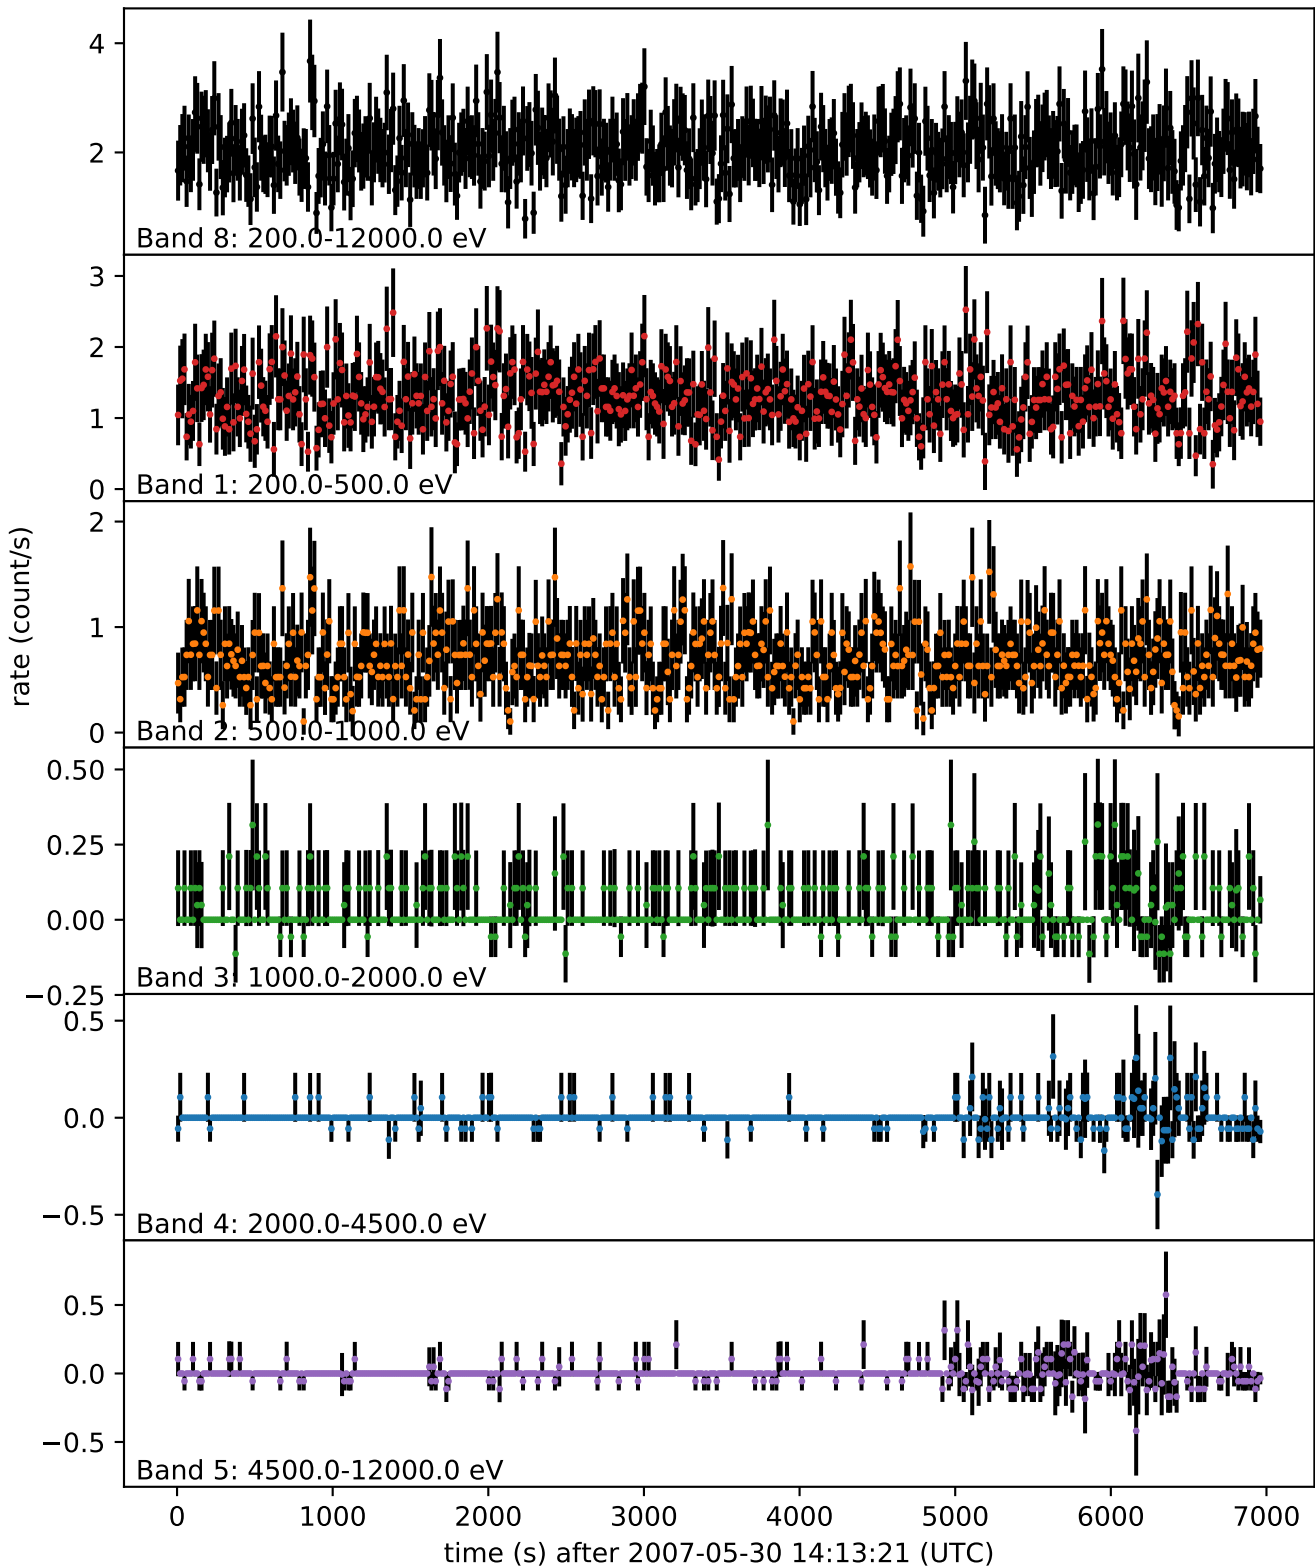 4
2
Band 8: 200.0-12000.0 eV
3
2
1
0
Band 1: 200.0-500.0 eV
2
1
0
Band 2: 500.0-1000.0 eV
rate (count/s)
0.50
0.25
0.00
−0.25
Band 3: 1000.0-2000.0 eV
0.5
0.0
−0.5
Band 4: 2000.0-4500.0 eV
0.5
0.0
−0.5
Band 5: 4500.0-12000.0 eV
0 1000 2000 3000 4000 5000 6000 7000
time (s) after 2007-05-30 14:13:21 (UTC)